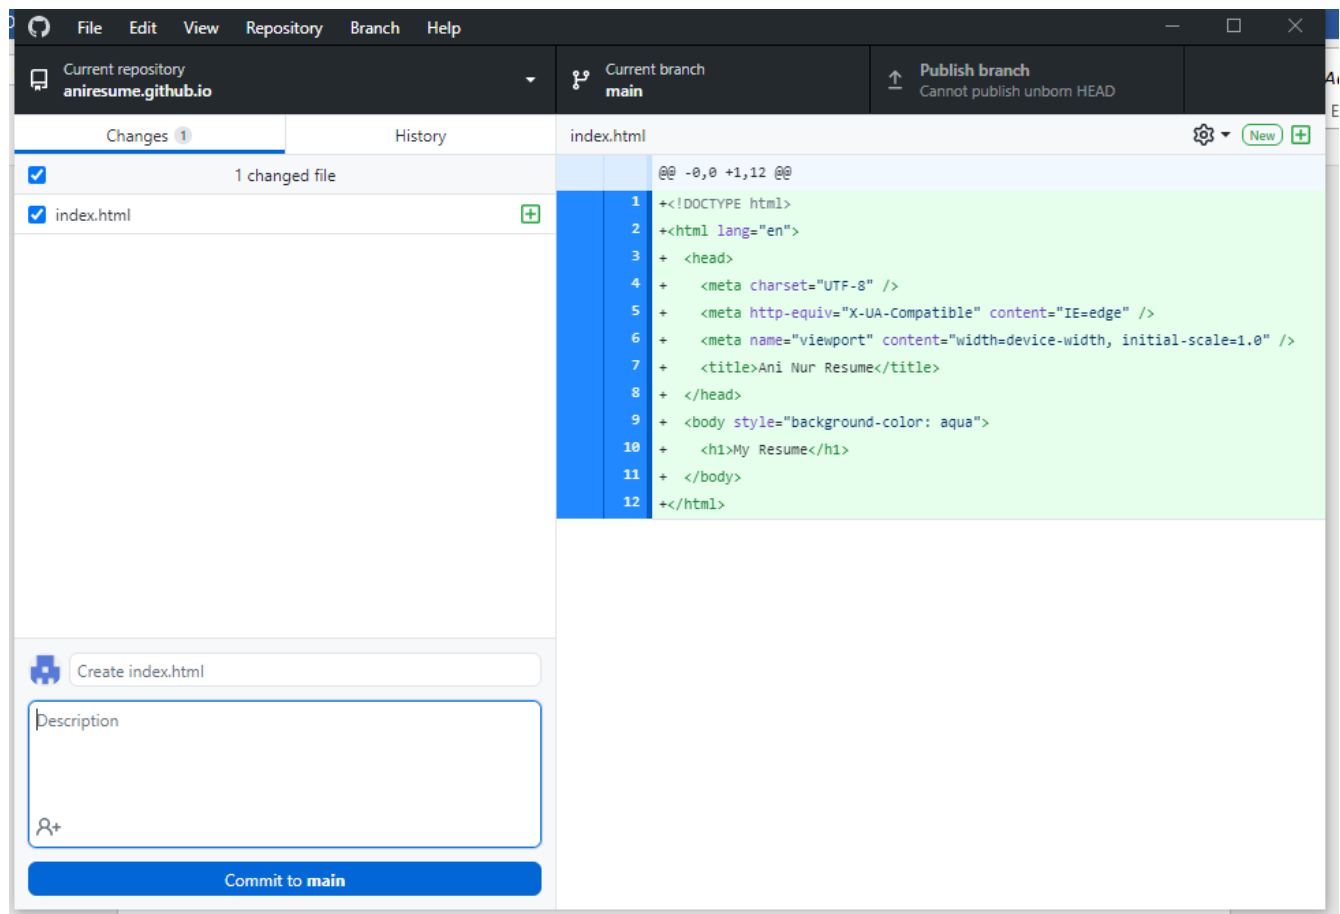 File Edit View Repository Branch Help
Current repository
aniresume.github.io
Current branch
main
Publish branch
Cannot publish unborn HEAD
Changes 1
History
1 changed file
index.html
Create index.html
Description
Commit to main
index.html
New
@@ -0,0 +1,12 @@
1 +<!DOCTYPE html>
2 +<html lang="en">
3 +  <head>
4 +    <meta charset="UTF-8" />
5 +    <meta http-equiv="X-UA-Compatible" content="IE=edge" />
6 +    <meta name="viewport" content="width=device-width, initial-scale=1.0" />
7 +    <title>Ani Nur Resume</title>
8 +  </head>
9 +  <body style="background-color: aqua">
10 +    <h1>My Resume</h1>
11 +  </body>
12 +</html>